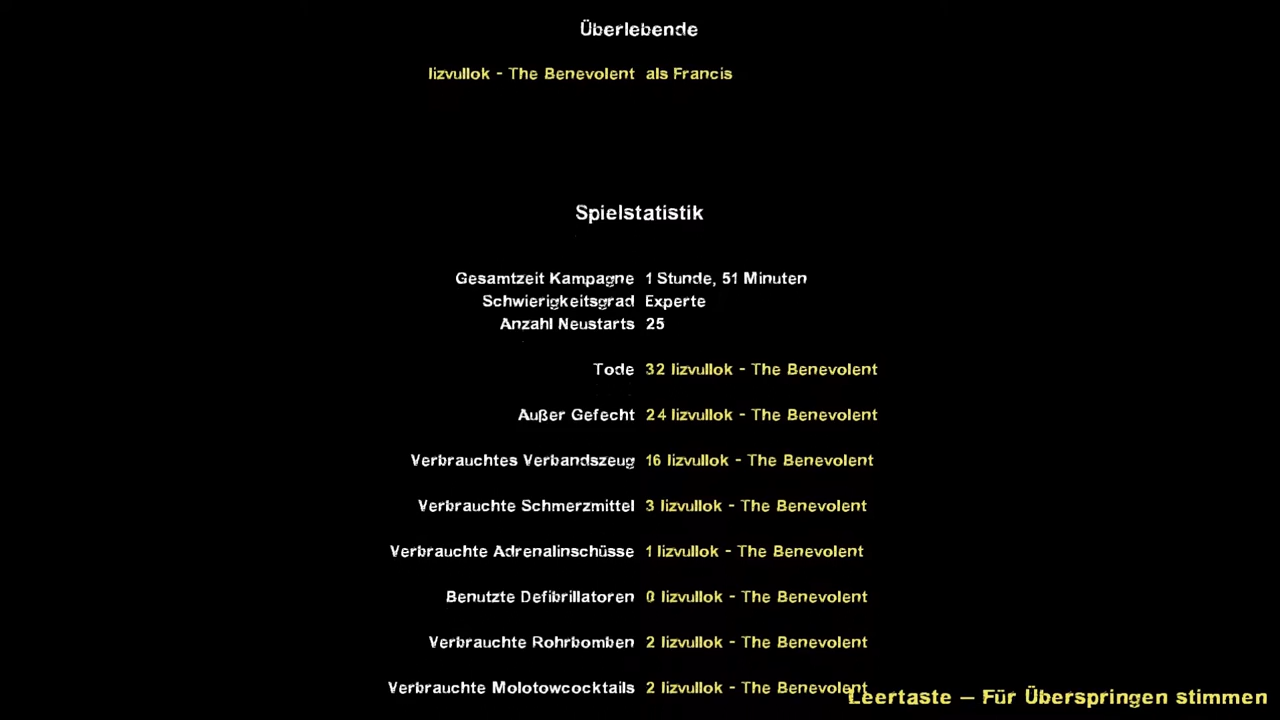 Überlebende
lizvullok - The Benevolent als Francis
Spielstatistik
Gesamtzeit Kampagne 1 Stunde, 51 Minuten
Schwierigkeitsgrad Experte
Anzahl Neustarts 25
Tode 32 lizvullok - The Benevolent
Außer Gefecht 24 lizvullok - The Benevolent
Verbrauchtes Verbandszeug 16 lizvullok - The Benevolent
Verbrauchte Schmerzmittel 3 lizvullok - The Benevolent
Verbrauchte Adrenalinschüsse 1 lizvullok - The Benevolent
Benutzte Defibrillatoren 0 lizvullok - The Benevolent
Verbrauchte Rohrbomben 2 lizvullok - The Benevolent
Verbrauchte Molotowcocktails 2 lizvullok - The Benevolent
Leertaste – Für Überspringen stimmen